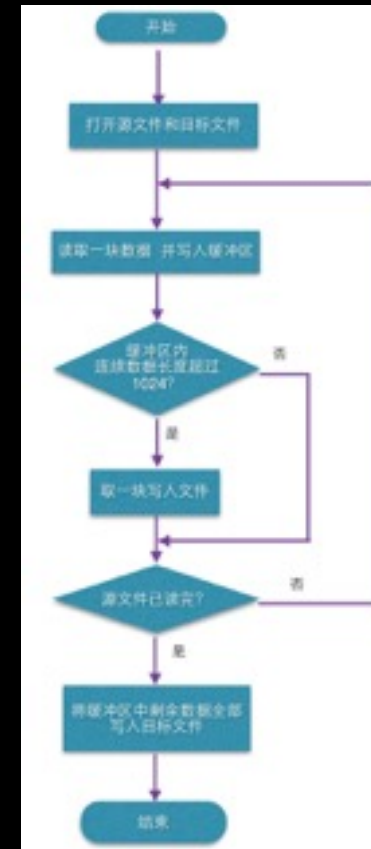 开始
打开源文件和目标文件
读取一块数据 并写入缓冲区
缓冲区内
连续数据长度超过
1024?
否
是
取一块写入文件
源文件已读完?
否
是
将缓冲区中剩余数据全部
写入目标文件
结束